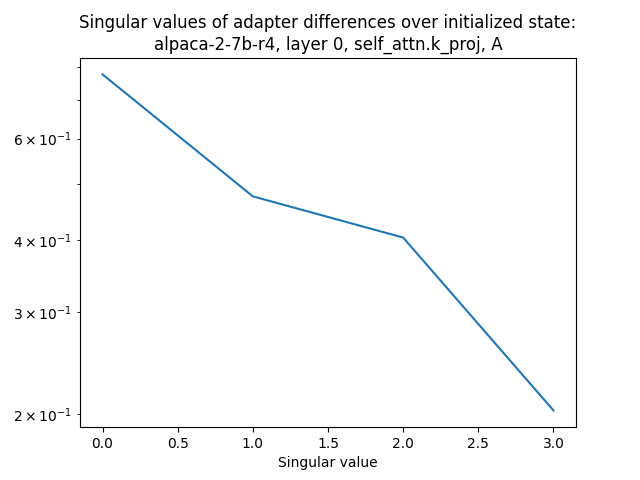 Singular values of adapter differences over initialized state:
alpaca-2-7b-r4, layer 0, self_attn.k_proj, A
6 × 10⁻¹
4 × 10⁻¹
3 × 10⁻¹
2 × 10⁻¹
0.0 0.5 1.0 1.5 2.0 2.5 3.0
Singular value